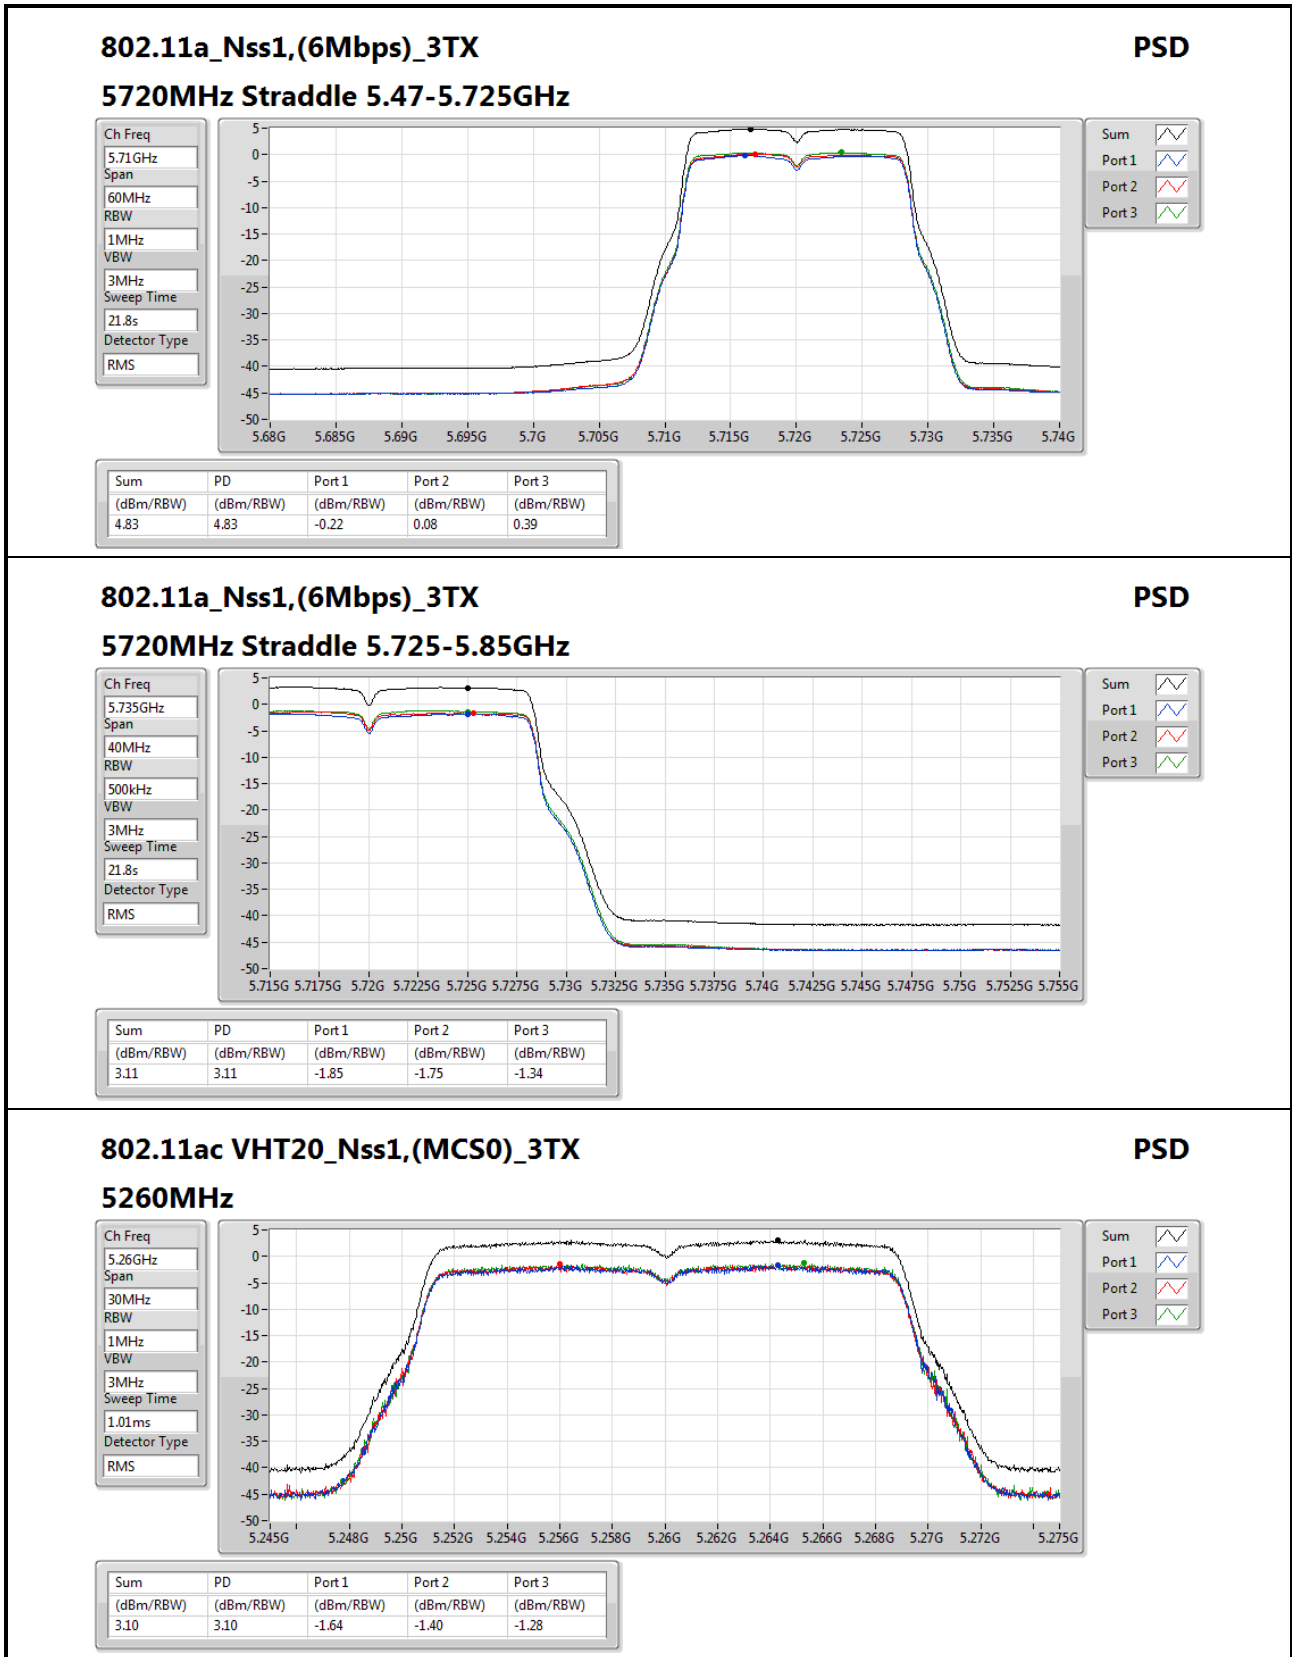 802.11a_Nss1,(6Mbps)_3TX PSD
5720MHz Straddle 5.47-5.725GHz
Ch Freq
5.71GHz
Span
60MHz
RBW
1MHz
VBW
3MHz
Sweep Time
21.8s
Detector Type
RMS
5
0
-5
-10
-15
-20
-25
-30
-35
-40
-45
-50
5.68G 5.685G 5.69G 5.695G 5.7G 5.705G 5.71G 5.715G 5.72G 5.725G 5.73G 5.735G 5.74G
Sum
Port 1
Port 2
Port 3
Sum PD Port 1 Port 2 Port 3
(dBm/RBW) (dBm/RBW) (dBm/RBW) (dBm/RBW) (dBm/RBW)
4.83 4.83 -0.22 0.08 0.39
802.11a_Nss1,(6Mbps)_3TX PSD
5720MHz Straddle 5.725-5.85GHz
Ch Freq
5.735GHz
Span
40MHz
RBW
500kHz
VBW
3MHz
Sweep Time
21.8s
Detector Type
RMS
5
0
-5
-10
-15
-20
-25
-30
-35
-40
-45
-50
5.715G 5.7175G 5.72G 5.7225G 5.725G 5.7275G 5.73G 5.7325G 5.735G 5.7375G 5.74G 5.7425G 5.745G 5.7475G 5.75G 5.7525G 5.755G
Sum
Port 1
Port 2
Port 3
Sum PD Port 1 Port 2 Port 3
(dBm/RBW) (dBm/RBW) (dBm/RBW) (dBm/RBW) (dBm/RBW)
3.11 3.11 -1.85 -1.75 -1.34
802.11ac VHT20_Nss1,(MCS0)_3TX PSD
5260MHz
Ch Freq
5.26GHz
Span
30MHz
RBW
1MHz
VBW
3MHz
Sweep Time
1.01ms
Detector Type
RMS
5
0
-5
-10
-15
-20
-25
-30
-35
-40
-45
-50
5.245G 5.248G 5.25G 5.252G 5.254G 5.256G 5.258G 5.26G 5.262G 5.264G 5.266G 5.268G 5.27G 5.272G 5.275G
Sum
Port 1
Port 2
Port 3
Sum PD Port 1 Port 2 Port 3
(dBm/RBW) (dBm/RBW) (dBm/RBW) (dBm/RBW) (dBm/RBW)
3.10 3.10 -1.64 -1.40 -1.28